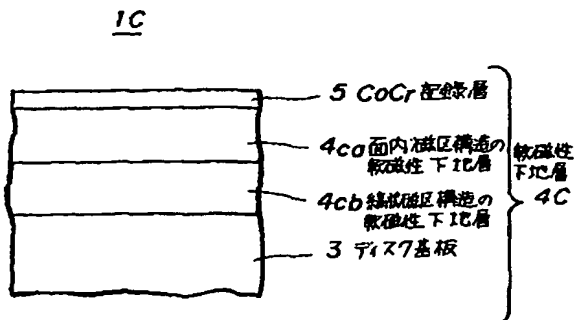 1C
5 CoCr 記録層
4ca 面内磁区構造の
軟磁性下地層
4cb 縞状磁区構造の
軟磁性下地層
3 ディスク基板
軟磁性
下地層
4C